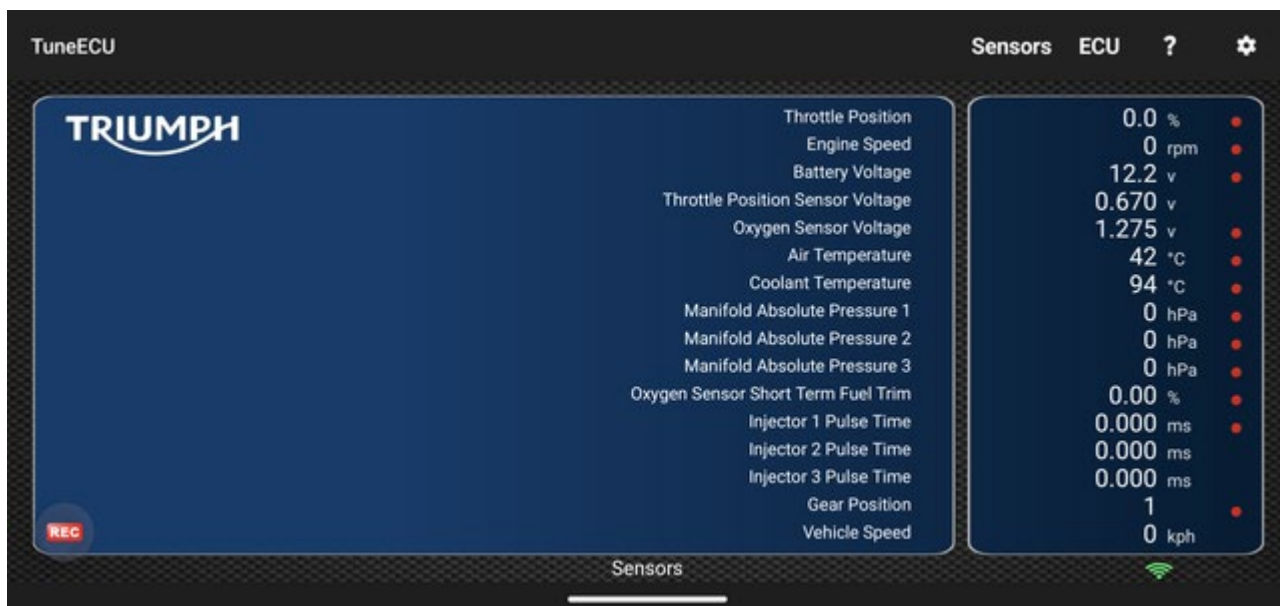 TuneECU Sensors ECU ?
TRIUMPH
Throttle Position 0.0 %
Engine Speed 0 rpm
Battery Voltage 12.2 v
Throttle Position Sensor Voltage 0.670 v
Oxygen Sensor Voltage 1.275 v
Air Temperature 42 °C
Coolant Temperature 94 °C
Manifold Absolute Pressure 1 0 hPa
Manifold Absolute Pressure 2 0 hPa
Manifold Absolute Pressure 3 0 hPa
Oxygen Sensor Short Term Fuel Trim 0.00 %
Injector 1 Pulse Time 0.000 ms
Injector 2 Pulse Time 0.000 ms
Injector 3 Pulse Time 0.000 ms
Gear Position 1
Vehicle Speed 0 kph
REC
Sensors